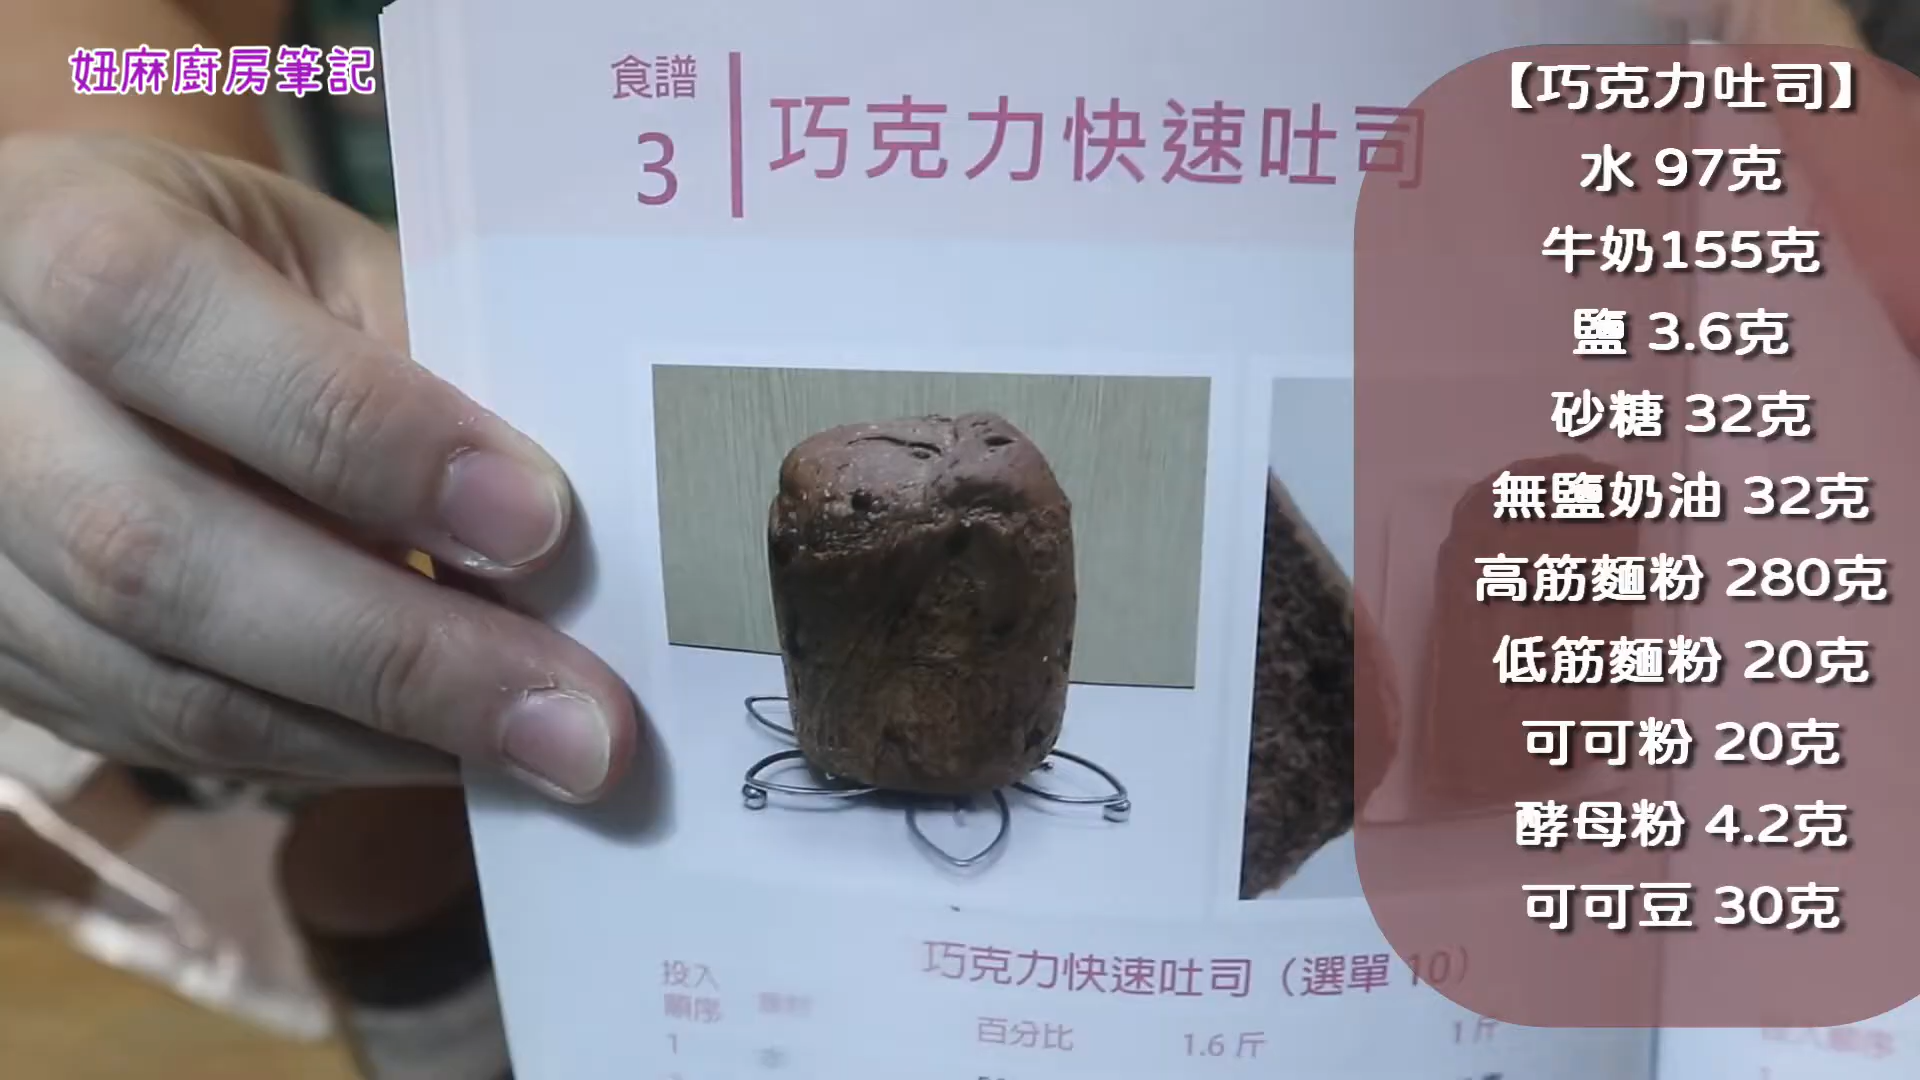 妞麻廚房筆記
食譜
3
巧克力快速吐司
【巧克力吐司】
水 97克
牛奶155克
鹽 3.6克
砂糖 32克
無鹽奶油 32克
高筋麵粉 280克
低筋麵粉 20克
可可粉 20克
酵母粉 4.2克
可可豆 30克
巧克力快速吐司（選單 10）
投入
順序
百分比
1.6 斤
1 斤
1
水